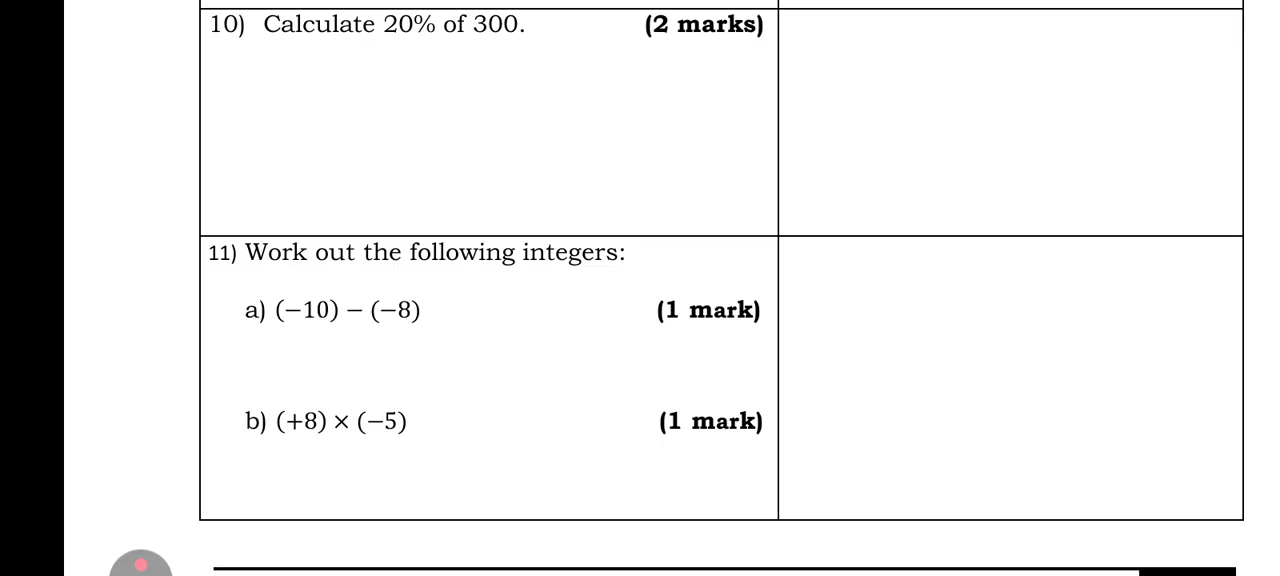 10) Calculate 20% of 300. (2 marks)
11) Work out the following integers:
a) (−10) − (−8) (1 mark)
b) (+8) × (−5) (1 mark)